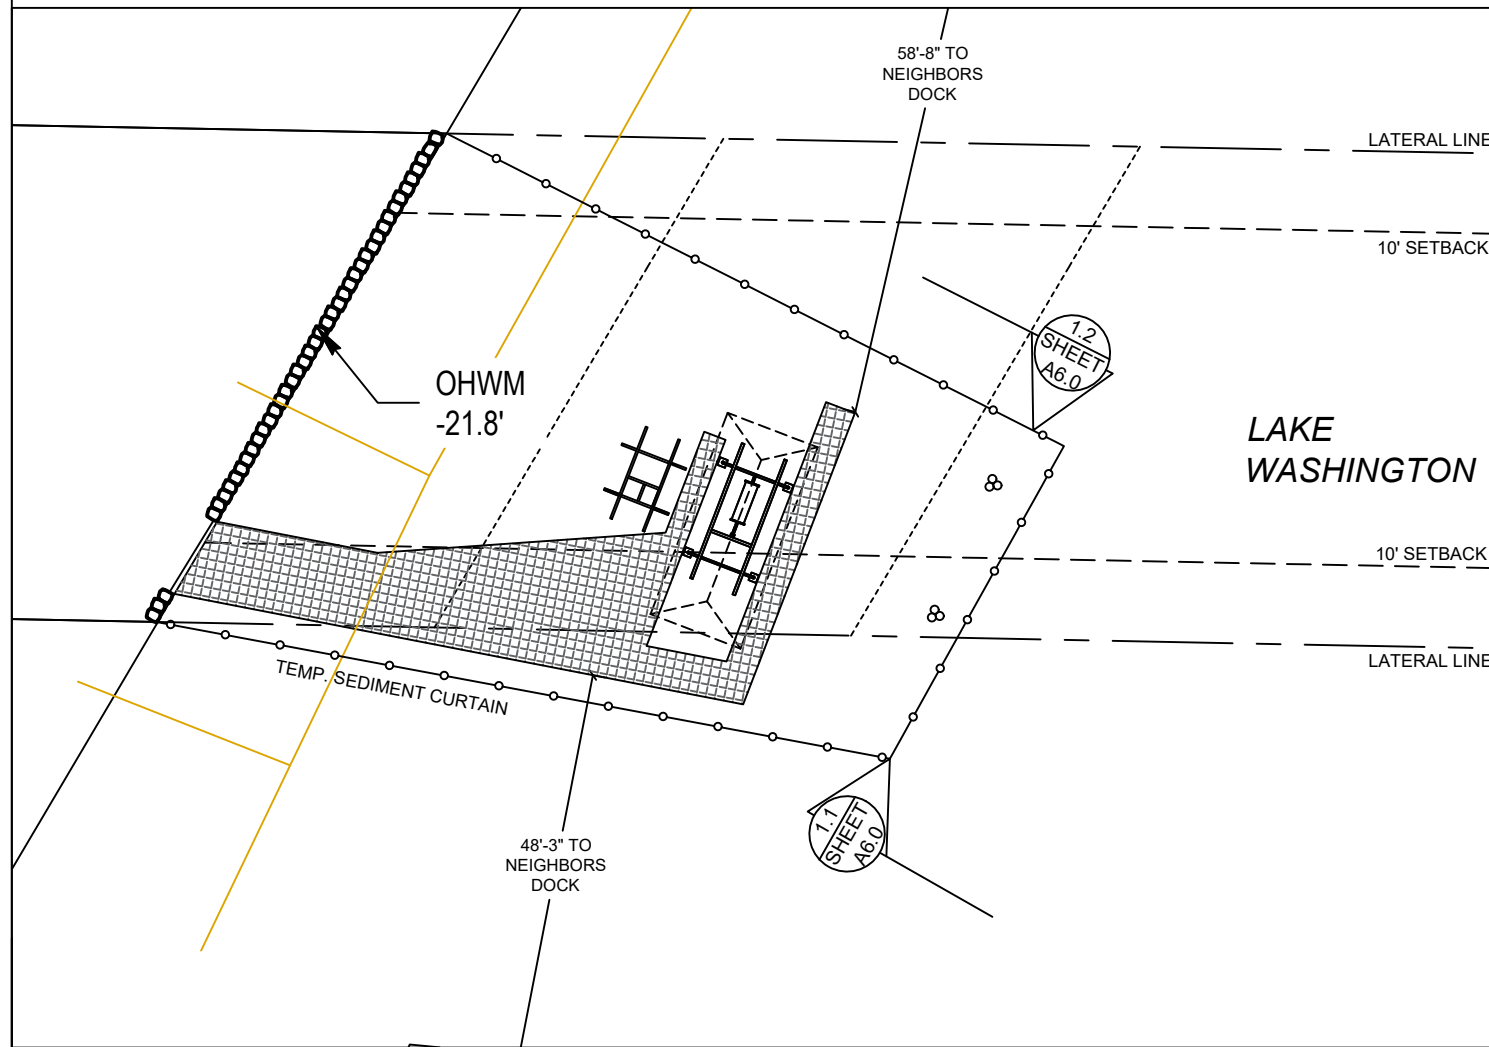 58'-8" TO
NEIGHBORS
DOCK
LATERAL LINE
10' SETBACK
1.2
SHEET
A6.0
OHWM
-21.8'
LAKE
WASHINGTON
10' SETBACK
LATERAL LINE
TEMP. SEDIMENT CURTAIN
1.1
SHEET
A6.0
48'-3" TO
NEIGHBORS
DOCK